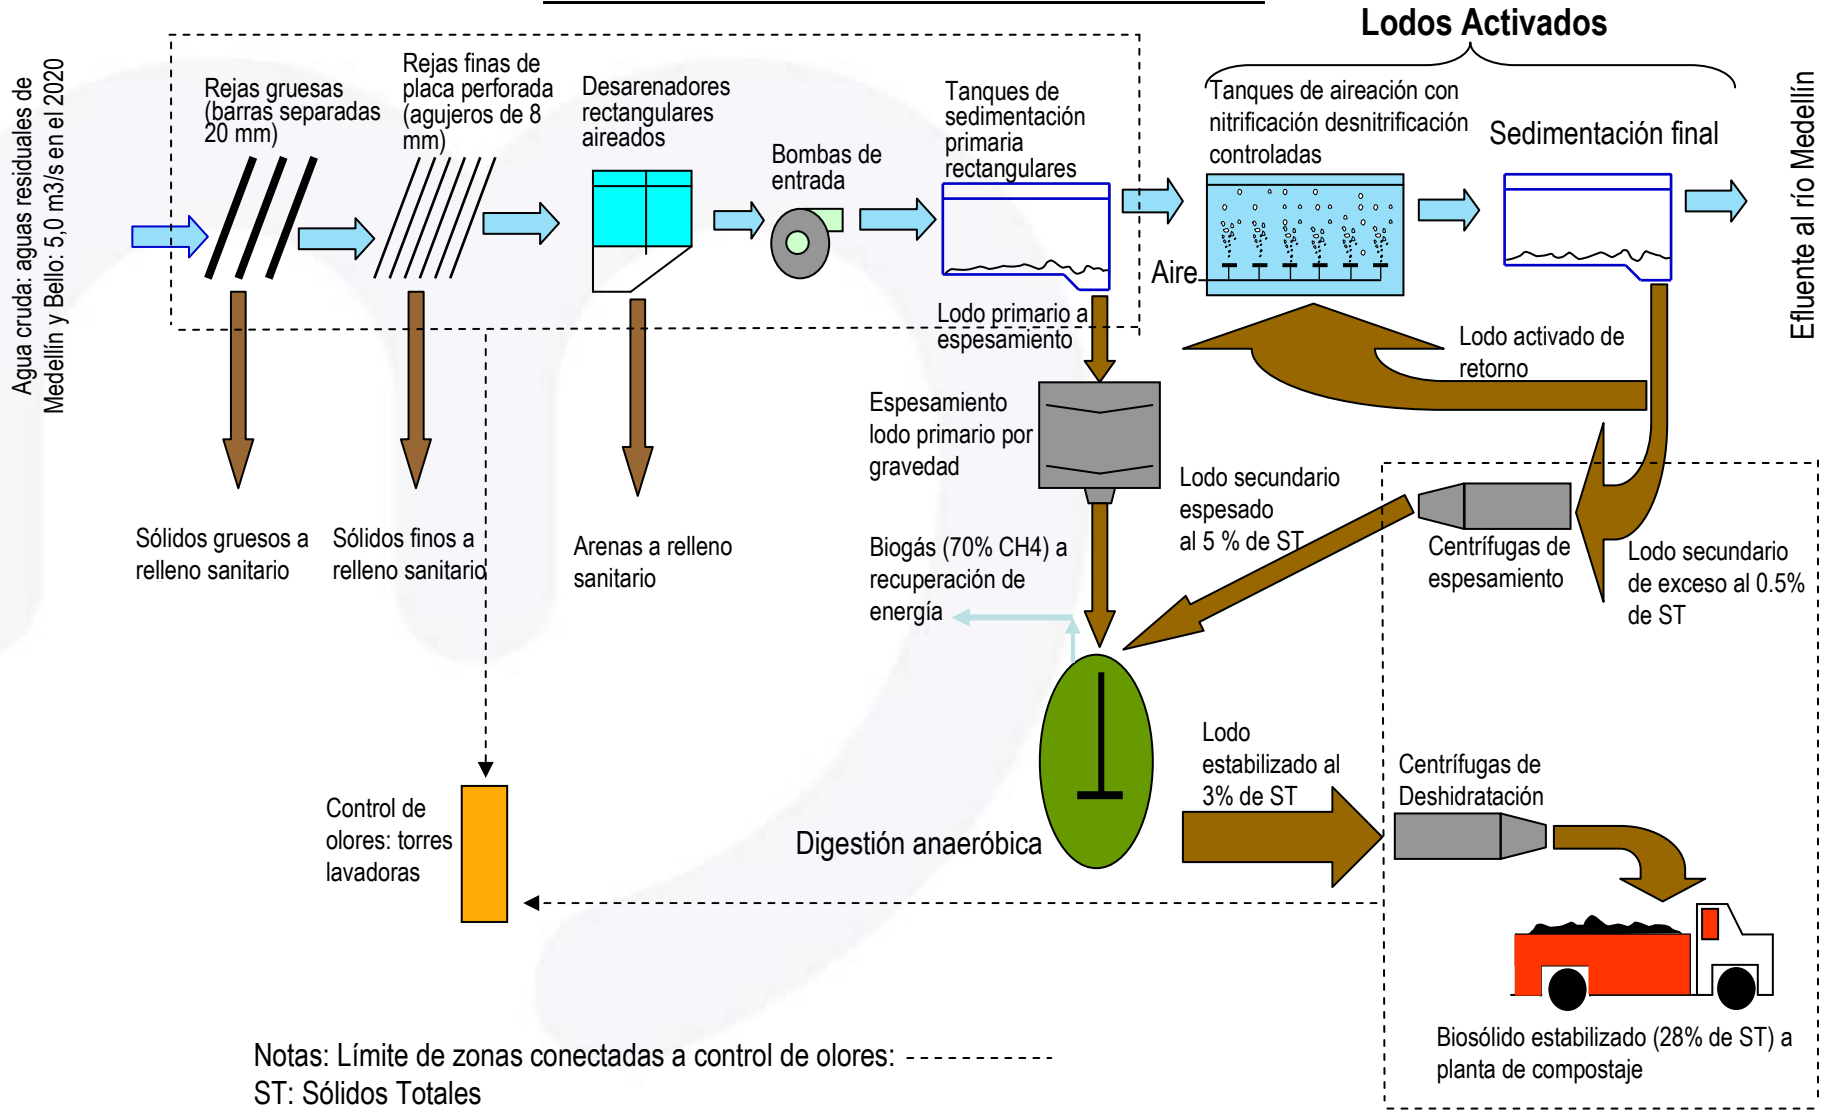 Lodos Activados
Agua cruda: aguas residuales de
Medellín y Bello: 5,0 m3/s en el 2020
Rejas gruesas
(barras separadas
20 mm)
Rejas finas de
placa perforada
(agujeros de 8
mm)
Desarenadores
rectangulares
aireados
Bombas de
entrada
Tanques de
sedimentación
primaria
rectangulares
Tanques de aireación con
nitrificación desnitrificación
controladas
Sedimentación final
Efluente al río Medellín
Aire
Lodo primario a
espesamiento
Lodo activado de
retorno
Espesamiento
lodo primario por
gravedad
Lodo secundario
espesado
al 5 % de ST
Centrífugas de
espesamiento
Lodo secundario
de exceso al 0.5%
de ST
Sólidos gruesos a
relleno sanitario
Sólidos finos a
relleno sanitario
Arenas a relleno
sanitario
Biogás (70% CH4) a
recuperación de
energía
Lodo
estabilizado al
3% de ST
Centrífugas de
Deshidratación
Control de
olores: torres
lavadoras
Digestión anaeróbica
Biosólido estabilizado (28% de ST) a
planta de compostaje
Notas: Límite de zonas conectadas a control de olores: ----------
ST: Sólidos Totales